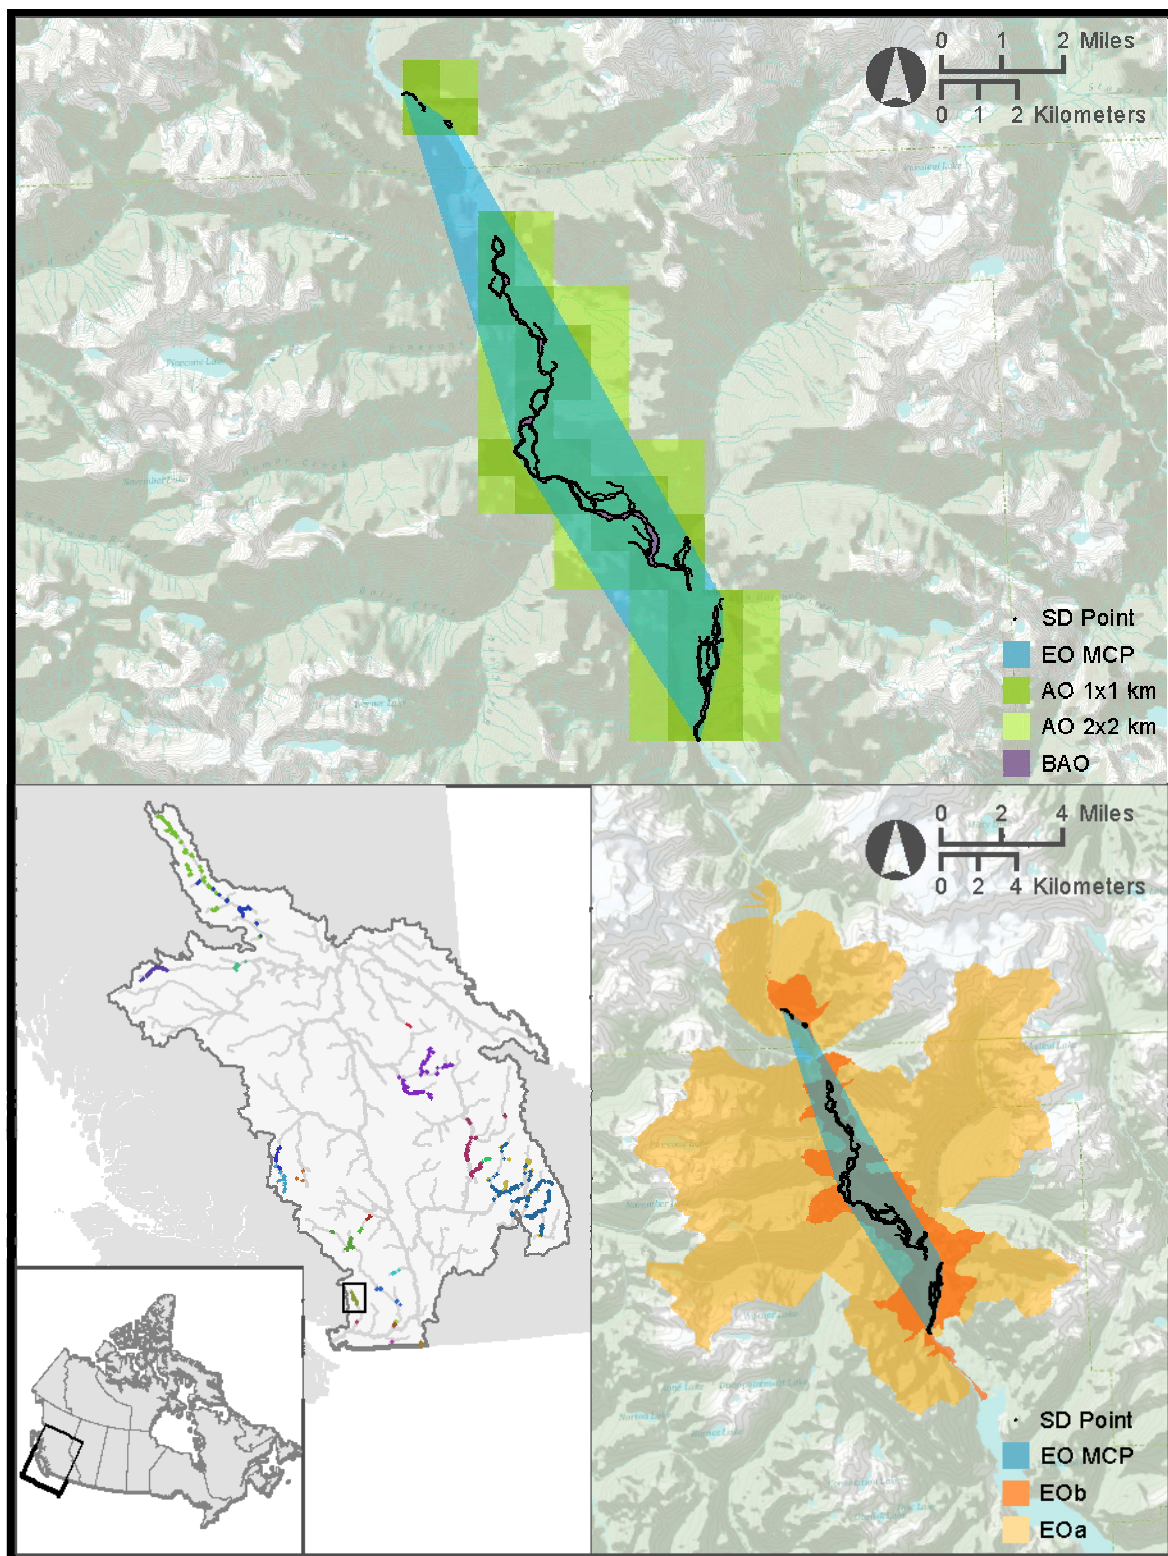 0 1 2 Miles
0 1 2 Kilometers
SD Point
EO MCP
AO 1x1 km
AO 2x2 km
BAO
0 2 4 Miles
0 2 4 Kilometers
SD Point
EO MCP
EOb
EOa